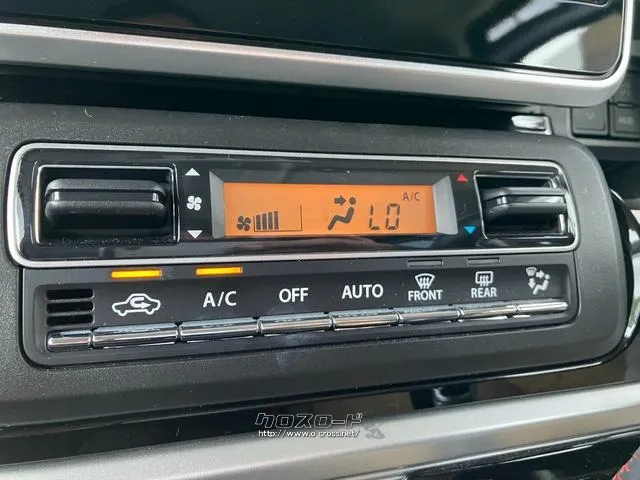 A/C
LO
A/C
OFF
AUTO
FRONT
REAR
クロスロード
http://www.o-cross.net/